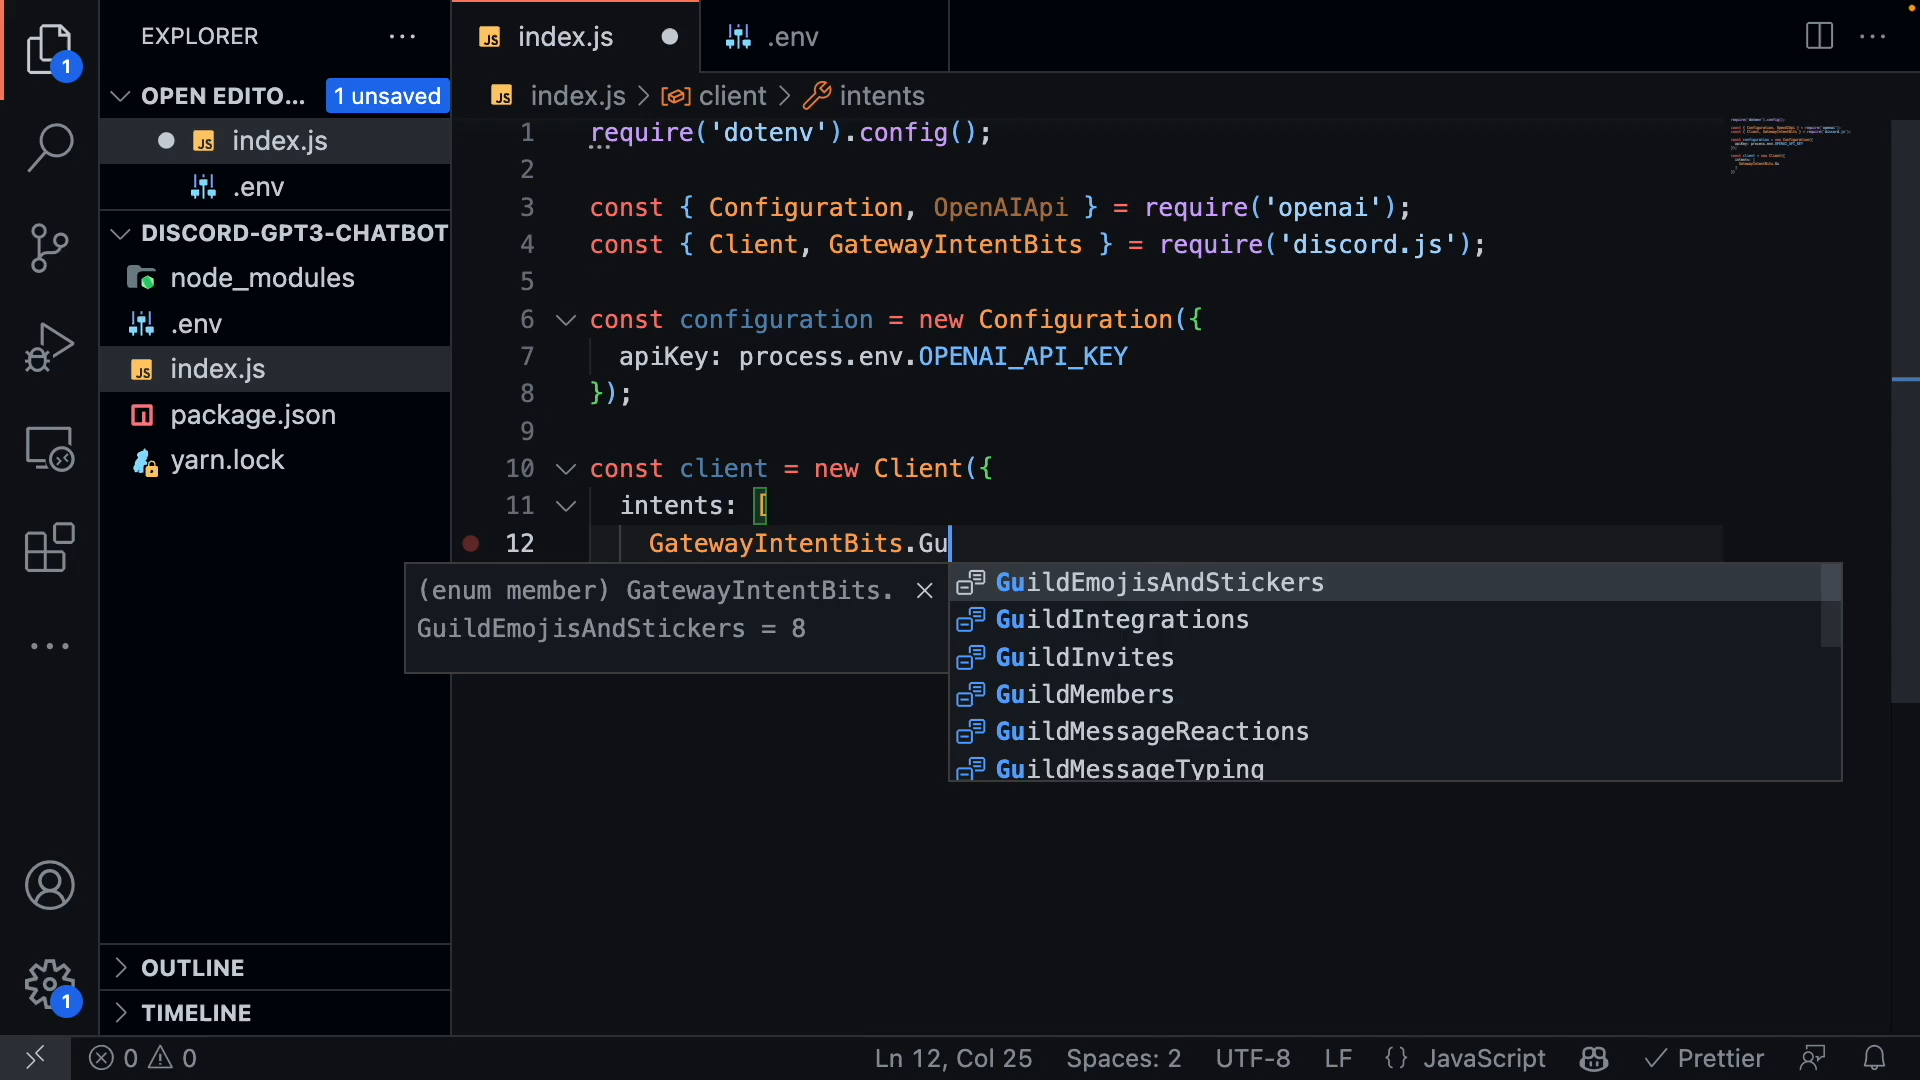 EXPLORER
1
OPEN EDITO... 1 unsaved
index.js
.env
DISCORD-GPT3-CHATBOT
node_modules
.env
index.js
package.json
yarn.lock
OUTLINE
TIMELINE
1
index.js
.env
index.js > client > intents
1 require('dotenv').config();
2
3 const { Configuration, OpenAIApi } = require('openai');
4 const { Client, GatewayIntentBits } = require('discord.js');
5
6 const configuration = new Configuration({
7 apiKey: process.env.OPENAI_API_KEY
8 });
9
10 const client = new Client({
11 intents: [
12 GatewayIntentBits.Gu
(enum member) GatewayIntentBits.
GuildEmojisAndStickers = 8
GuildEmojisAndStickers
GuildIntegrations
GuildInvites
GuildMembers
GuildMessageReactions
GuildMessageTyping
0 0 Ln 12, Col 25 Spaces: 2 UTF-8 LF {} JavaScript Prettier